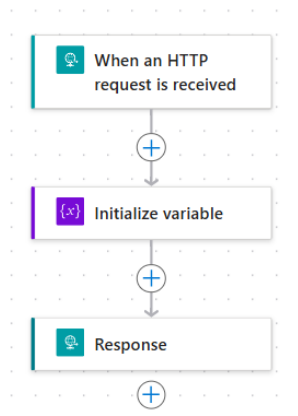 When an HTTP
request is received
{x} Initialize variable
Response